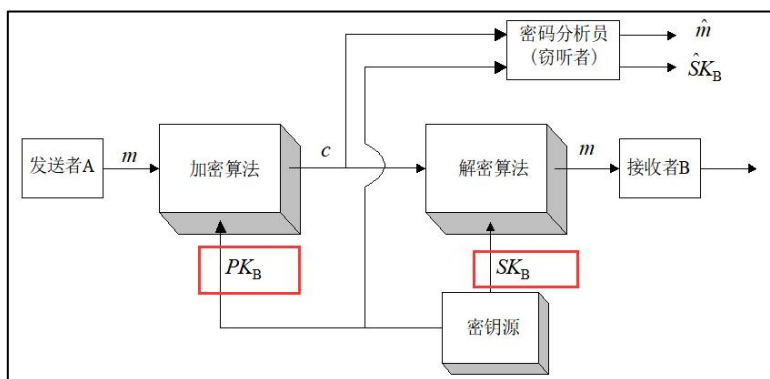 密码分析员
(窃听者)
m̂
ŜK_B
发送者A
m
加密算法
c
解密算法
m
接收者B
PK_B
SK_B
密钥源